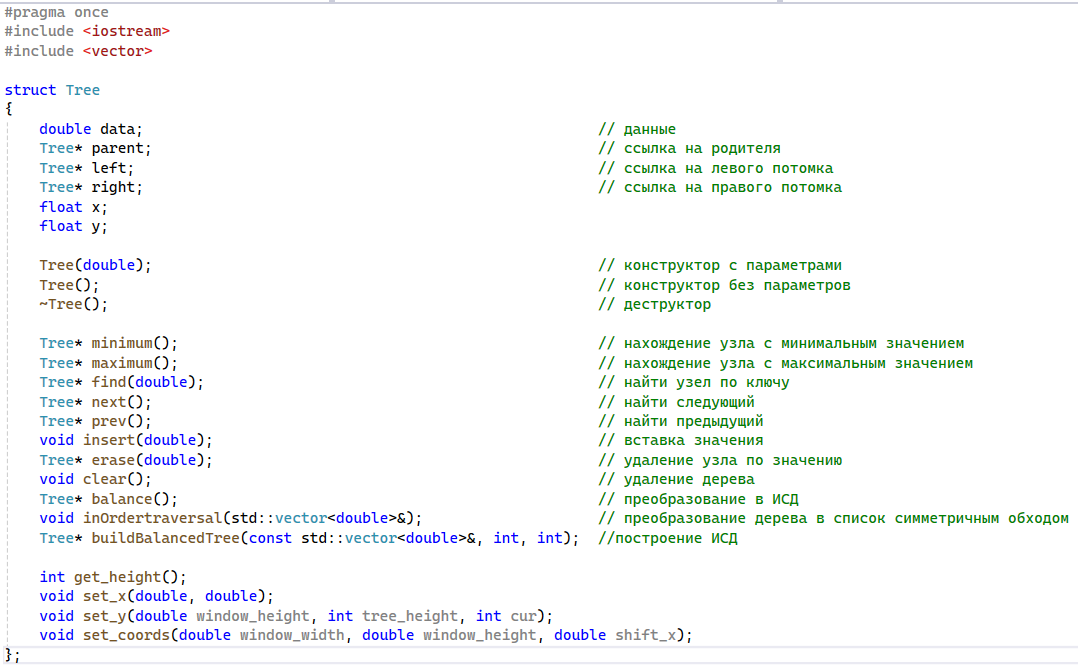 #pragma once
#include <iostream>
#include <vector>
struct Tree
{
double data; // данные
Tree* parent; // ссылка на родителя
Tree* left; // ссылка на левого потомка
Tree* right; // ссылка на правого потомка
float x;
float y;
Tree(double); // конструктор с параметрами
Tree(); // конструктор без параметров
~Tree(); // деструктор
Tree* minimum(); // нахождение узла с минимальным значением
Tree* maximum(); // нахождение узла с максимальным значением
Tree* find(double); // найти узел по ключу
Tree* next(); // найти следующий
Tree* prev(); // найти предыдущий
void insert(double); // вставка значения
Tree* erase(double); // удаление узла по значению
void clear(); // удаление дерева
Tree* balance(); // преобразование в ИСД
void inOrdertraversal(std::vector<double>&); // преобразование дерева в список симметричным обходом
Tree* buildBalancedTree(const std::vector<double>&, int, int); //построение ИСД
int get_height();
void set_x(double, double);
void set_y(double window_height, int tree_height, int cur);
void set_coords(double window_width, double window_height, double shift_x);
};